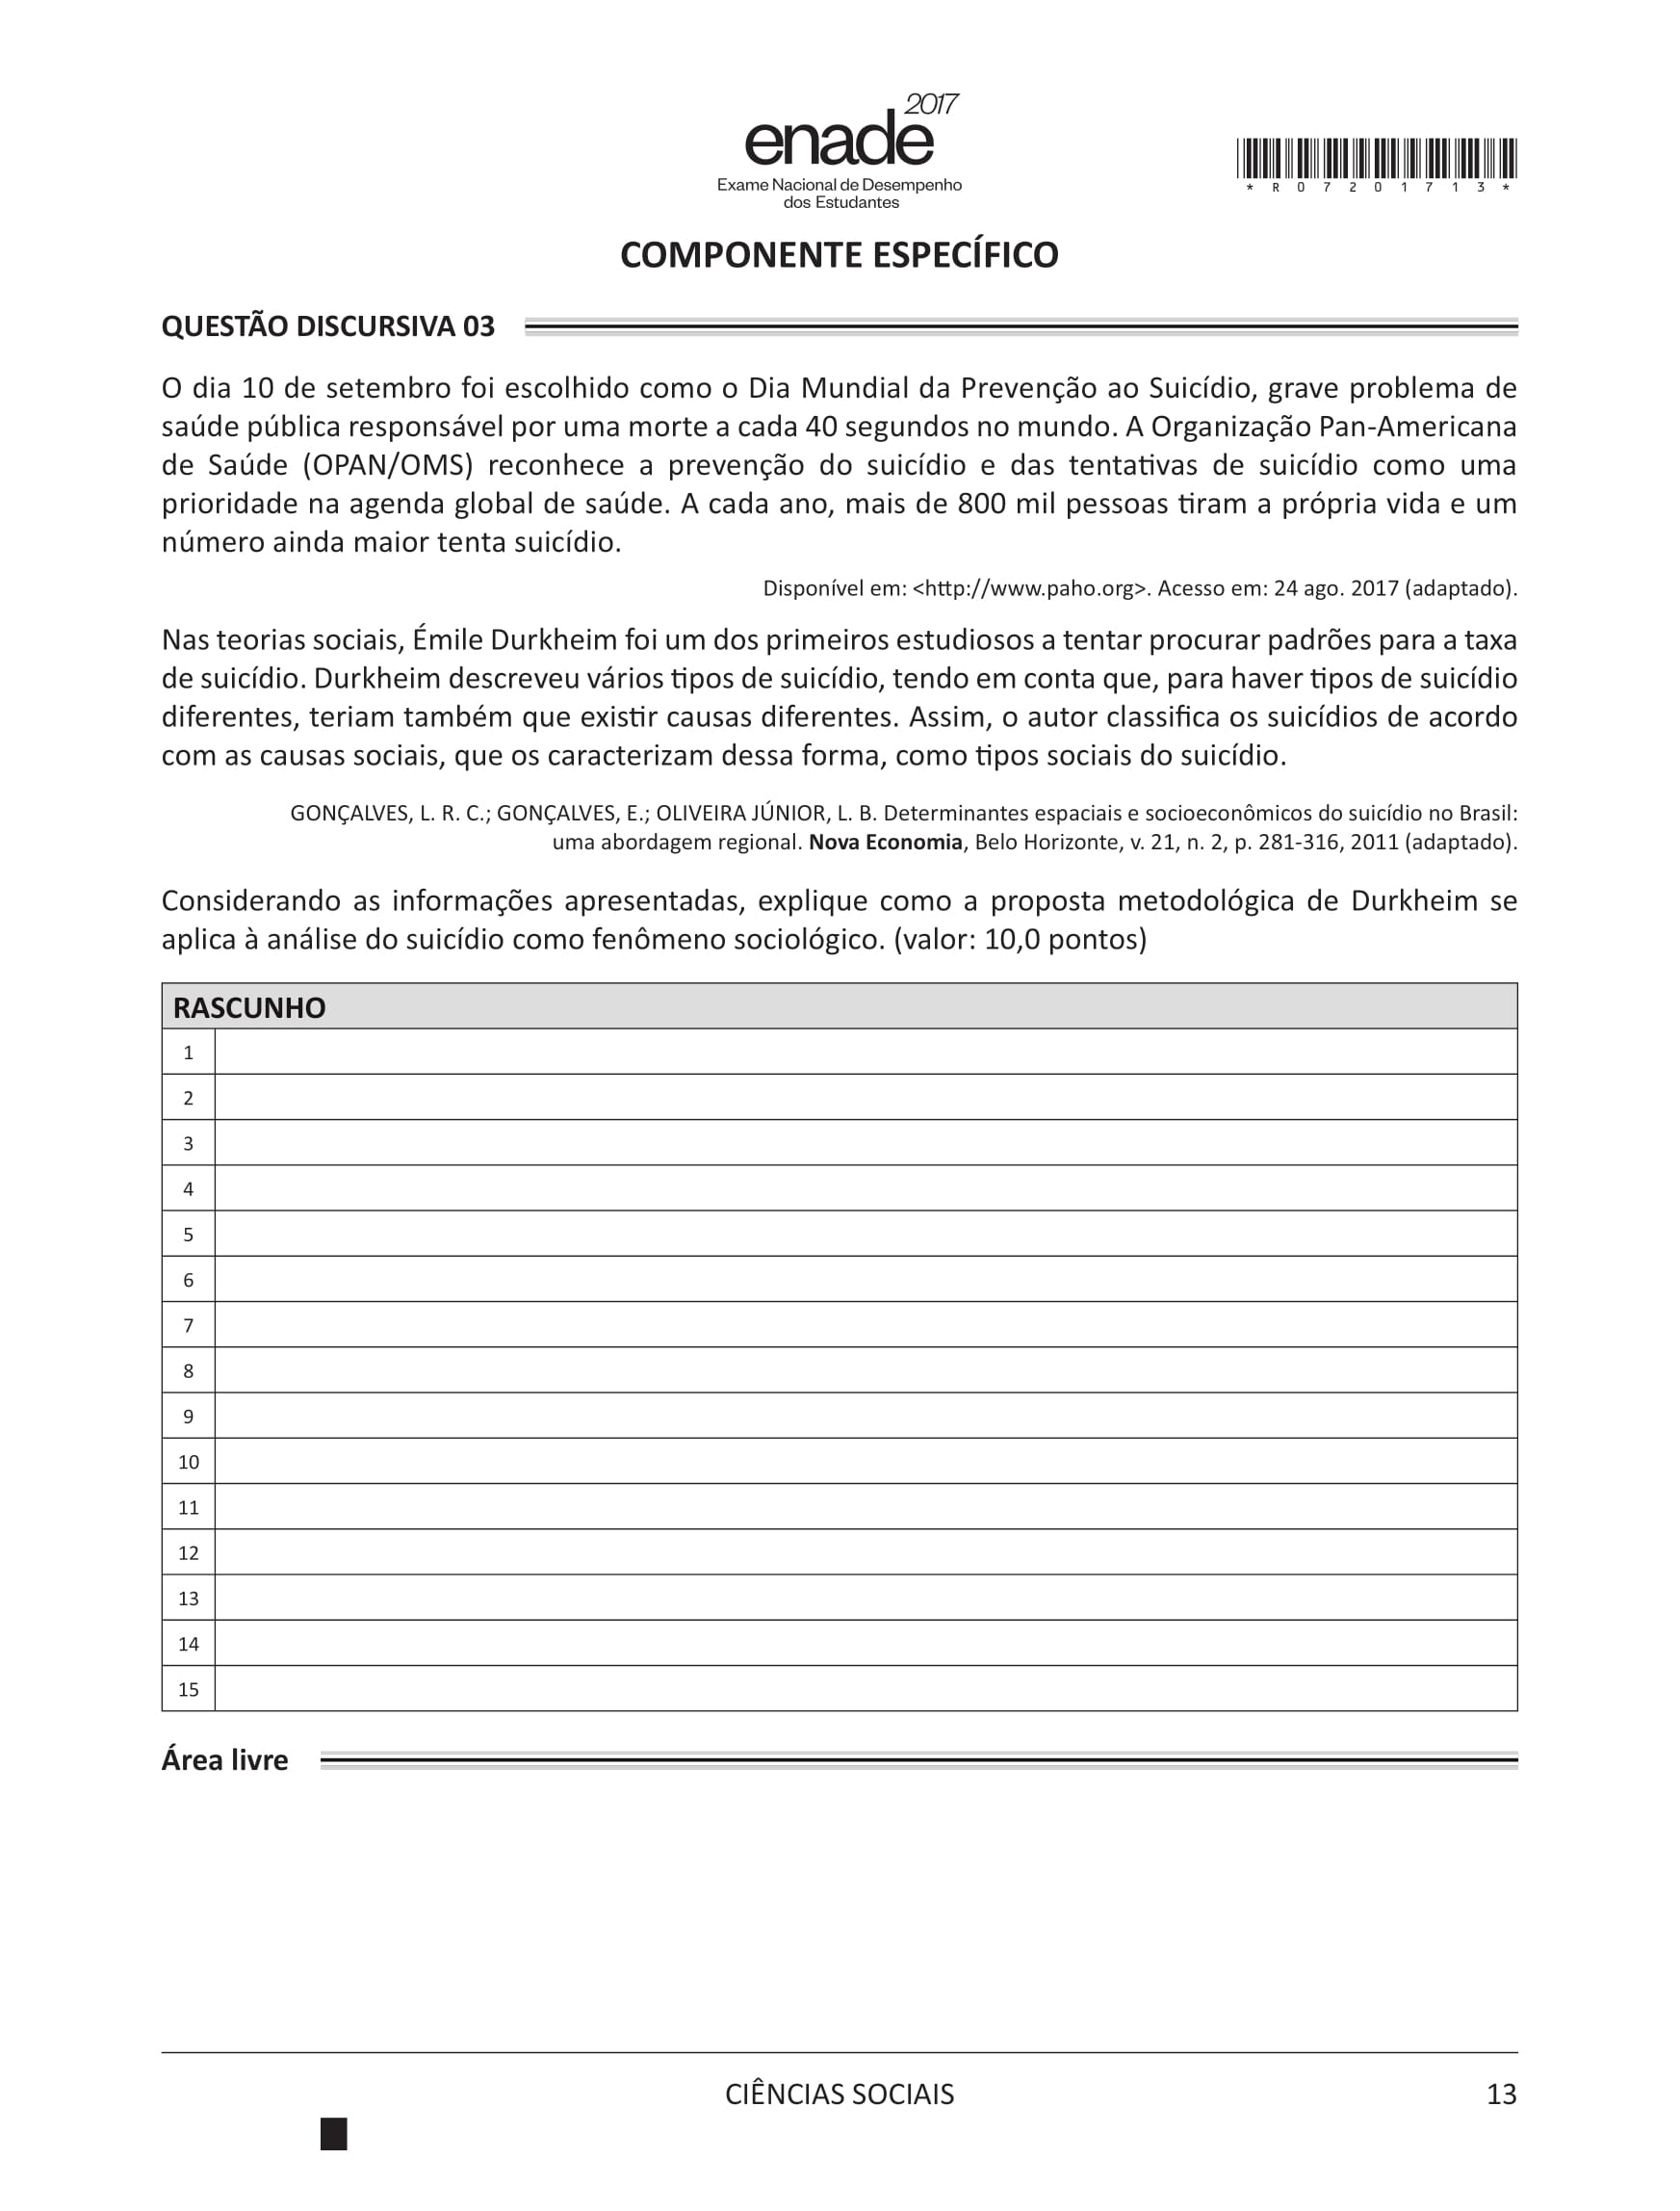 2017
enade
Exame Nacional de Desempenho
dos Estudantes
* R 0 7 2 0 1 7 1 3 *
COMPONENTE ESPECÍFICO
QUESTÃO DISCURSIVA 03
O dia 10 de setembro foi escolhido como o Dia Mundial da Prevenção ao Suicídio, grave problema de
saúde pública responsável por uma morte a cada 40 segundos no mundo. A Organização Pan-Americana
de Saúde (OPAN/OMS) reconhece a prevenção do suicídio e das tentativas de suicídio como uma
prioridade na agenda global de saúde. A cada ano, mais de 800 mil pessoas tiram a própria vida e um
número ainda maior tenta suicídio.
Disponível em: <http://www.paho.org>. Acesso em: 24 ago. 2017 (adaptado).
Nas teorias sociais, Émile Durkheim foi um dos primeiros estudiosos a tentar procurar padrões para a taxa
de suicídio. Durkheim descreveu vários tipos de suicídio, tendo em conta que, para haver tipos de suicídio
diferentes, teriam também que existir causas diferentes. Assim, o autor classifica os suicídios de acordo
com as causas sociais, que os caracterizam dessa forma, como tipos sociais do suicídio.
GONÇALVES, L. R. C.; GONÇALVES, E.; OLIVEIRA JÚNIOR, L. B. Determinantes espaciais e socioeconômicos do suicídio no Brasil:
uma abordagem regional. Nova Economia, Belo Horizonte, v. 21, n. 2, p. 281-316, 2011 (adaptado).
Considerando as informações apresentadas, explique como a proposta metodológica de Durkheim se
aplica à análise do suicídio como fenômeno sociológico. (valor: 10,0 pontos)
RASCUNHO
1
2
3
4
5
6
7
8
9
10
11
12
13
14
15
Área livre
CIÊNCIAS SOCIAIS
13